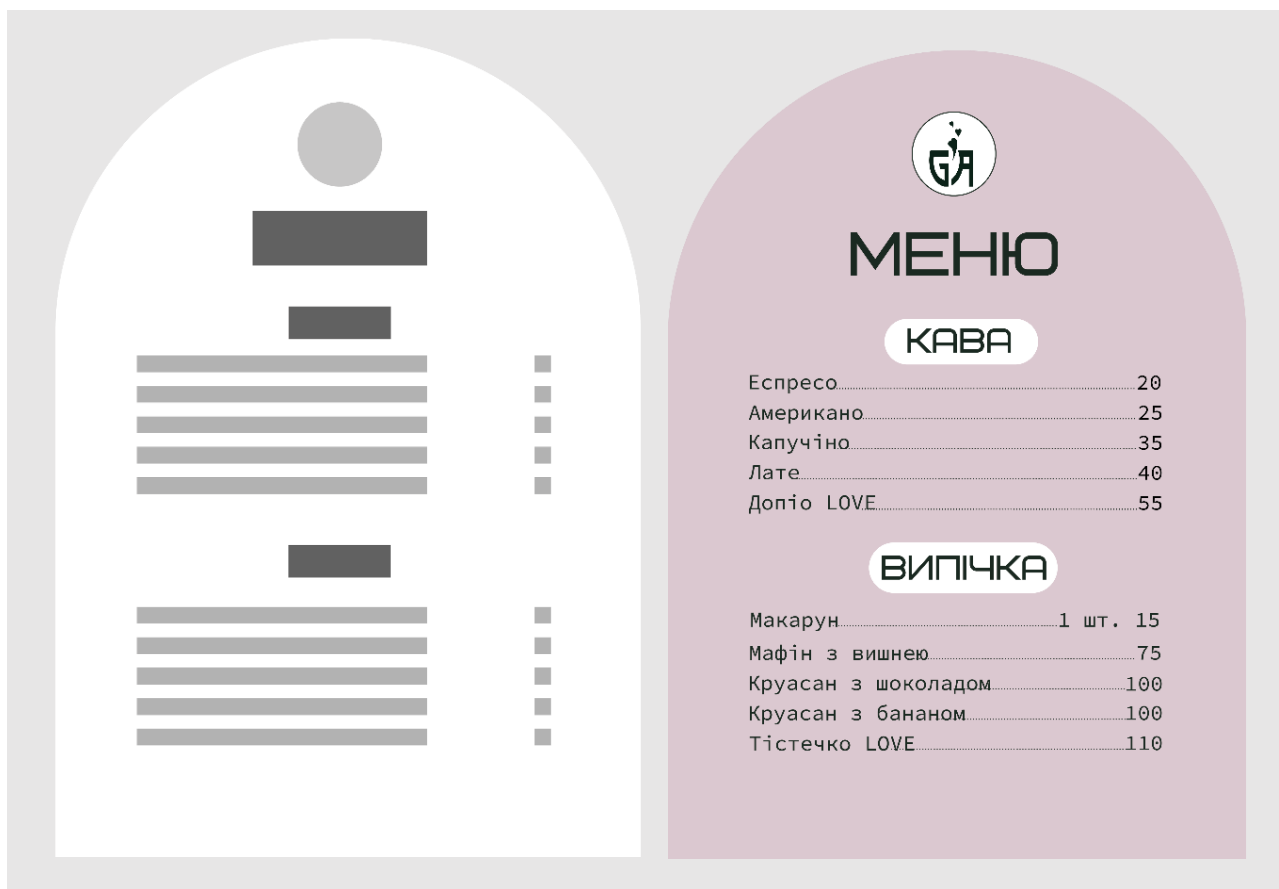 GA
МЕНЮ
КАВА
Еспресо 20
Американо 25
Капучіно 35
Лате 40
Допіо LOVE 55
ВИПІЧКА
Макарун 1 шт. 15
Мафін з вишнею 75
Круасан з шоколадом 100
Круасан з бананом 100
Тістечко LOVE 110